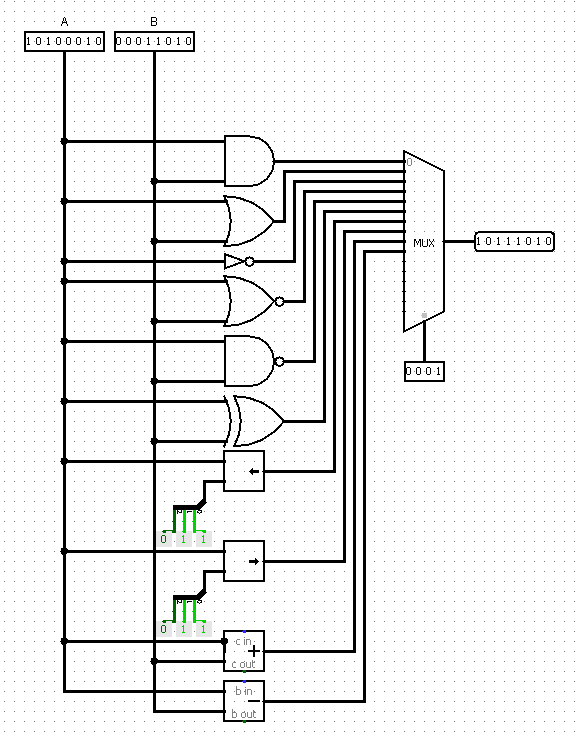 A B
10100010 00011010
0
MUX
10111010
0001
0 1 1
0 1 1
c in
+
c out
b in
b out